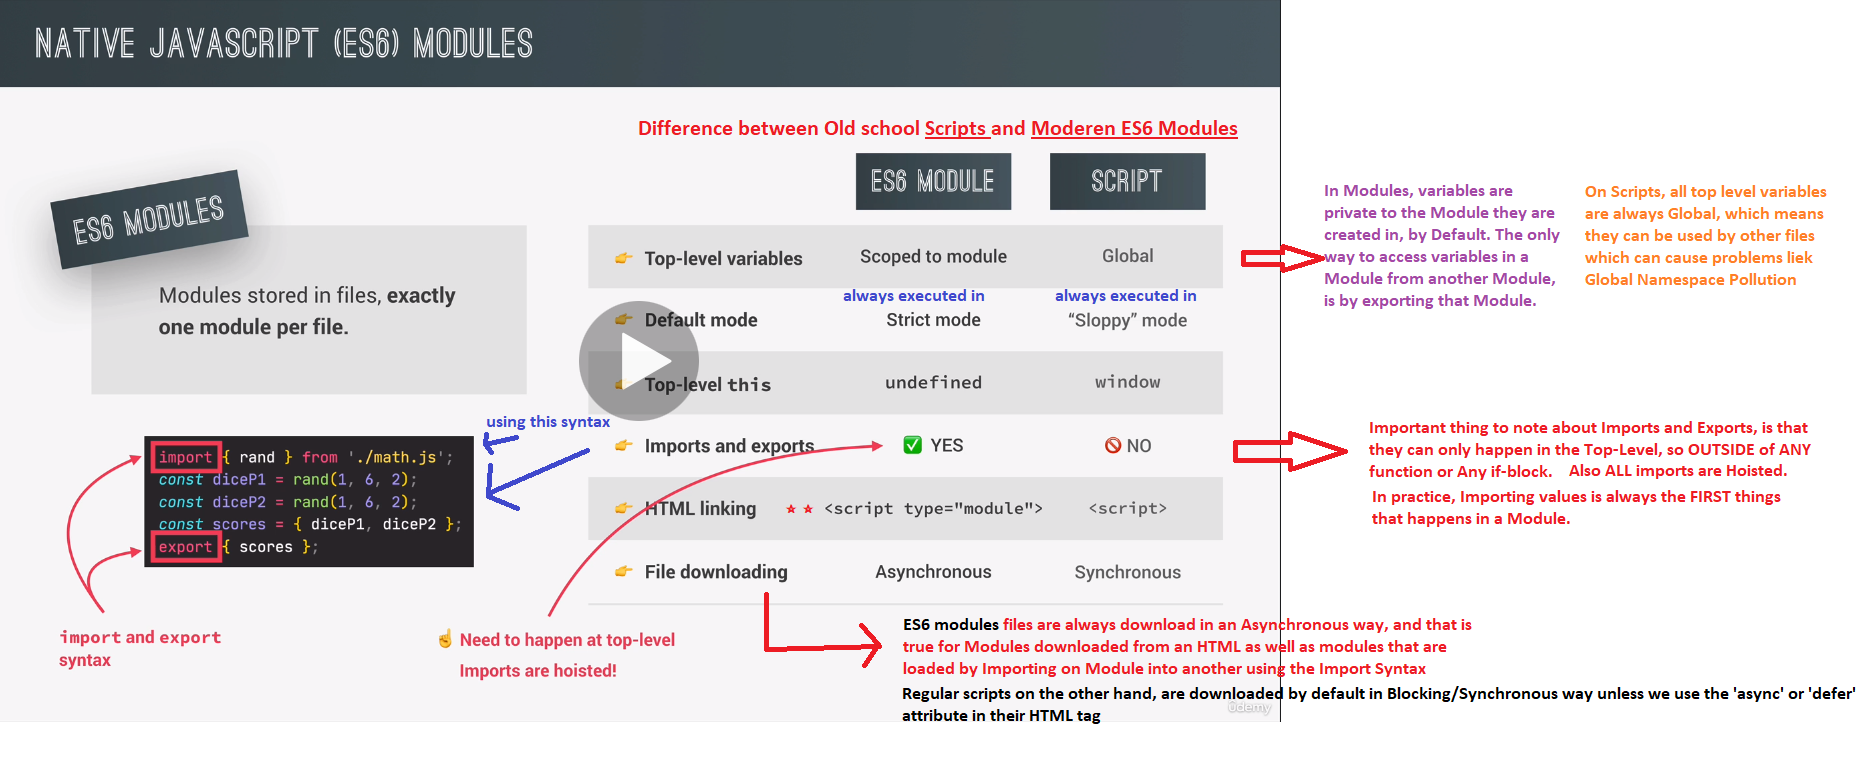 NATIVE JAVASCRIPT (ES6) MODULES
Difference between Old school Scripts and Moderen ES6 Modules
ES6 MODULE
SCRIPT
ES6 MODULES
Modules stored in files, exactly
one module per file.
👉 Top-level variables
Scoped to module
Global
always executed in
always executed in
👉 Default mode
Strict mode
“Sloppy” mode
👉 Top-level this
undefined
window
using this syntax
👉 Imports and exports
✅ YES
🚫 NO
👉 HTML linking
<script type="module">
<script>
👉 File downloading
Asynchronous
Synchronous
import { rand } from './math.js';
const diceP1 = rand(1, 6, 2);
const diceP2 = rand(1, 6, 2);
const scores = { diceP1, diceP2 };
export { scores };
import and export
syntax
☝ Need to happen at top-level
Imports are hoisted!
In Modules, variables are
private to the Module they are
created in, by Default. The only
way to access variables in a
Module from another Module,
is by exporting that Module.
On Scripts, all top level variables
are always Global, which means
they can be used by other files
which can cause problems liek
Global Namespace Pollution
Important thing to note about Imports and Exports, is that
they can only happen in the Top-Level, so OUTSIDE of ANY
function or Any if-block. Also ALL imports are Hoisted.
In practice, Importing values is always the FIRST things
that happens in a Module.
ES6 modules files are always download in an Asynchronous way, and that is
true for Modules downloaded from an HTML as well as modules that are
loaded by Importing on Module into another using the Import Syntax
Regular scripts on the other hand, are downloaded by default in Blocking/Synchronous way unless we use the 'async' or 'defer'
attribute in their HTML tag
ûdemy